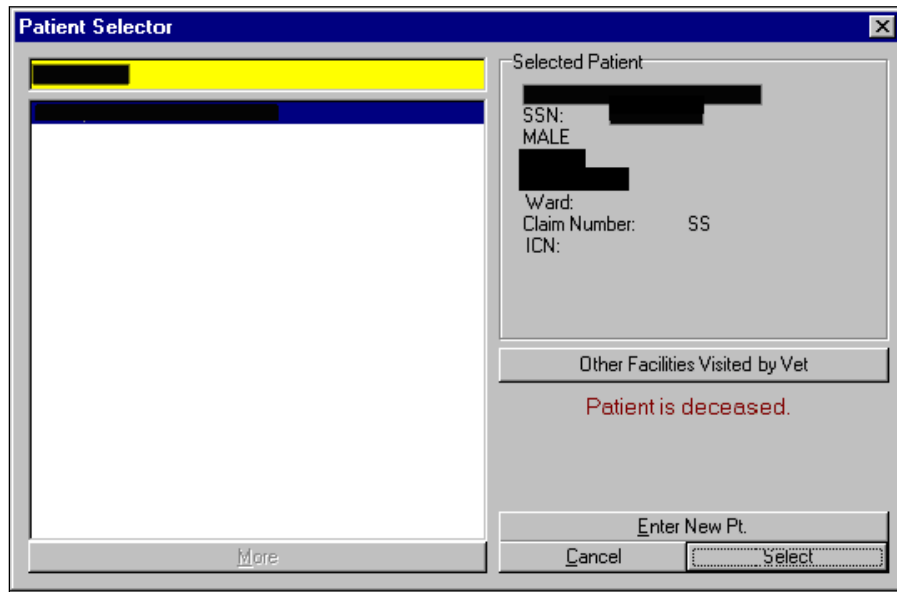 Patient Selector
Selected Patient
SSN:
MALE
Ward:
Claim Number: SS
ICN:
Other Facilities Visited by Vet
Patient is deceased.
Enter New Pt.
More
Cancel
Select